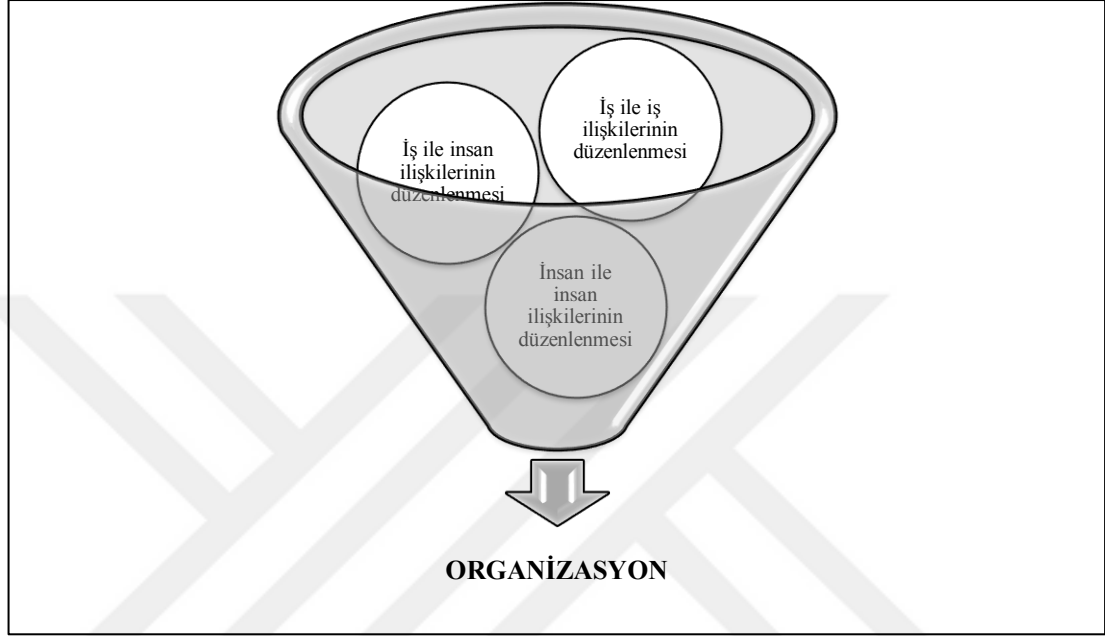 İş ile iş
ilişkilerinin
düzenlenmesi
İş ile insan
ilişkilerinin
düzenlenmesi
İnsan ile
insan
ilişkilerinin
düzenlenmesi
ORGANİZASYON